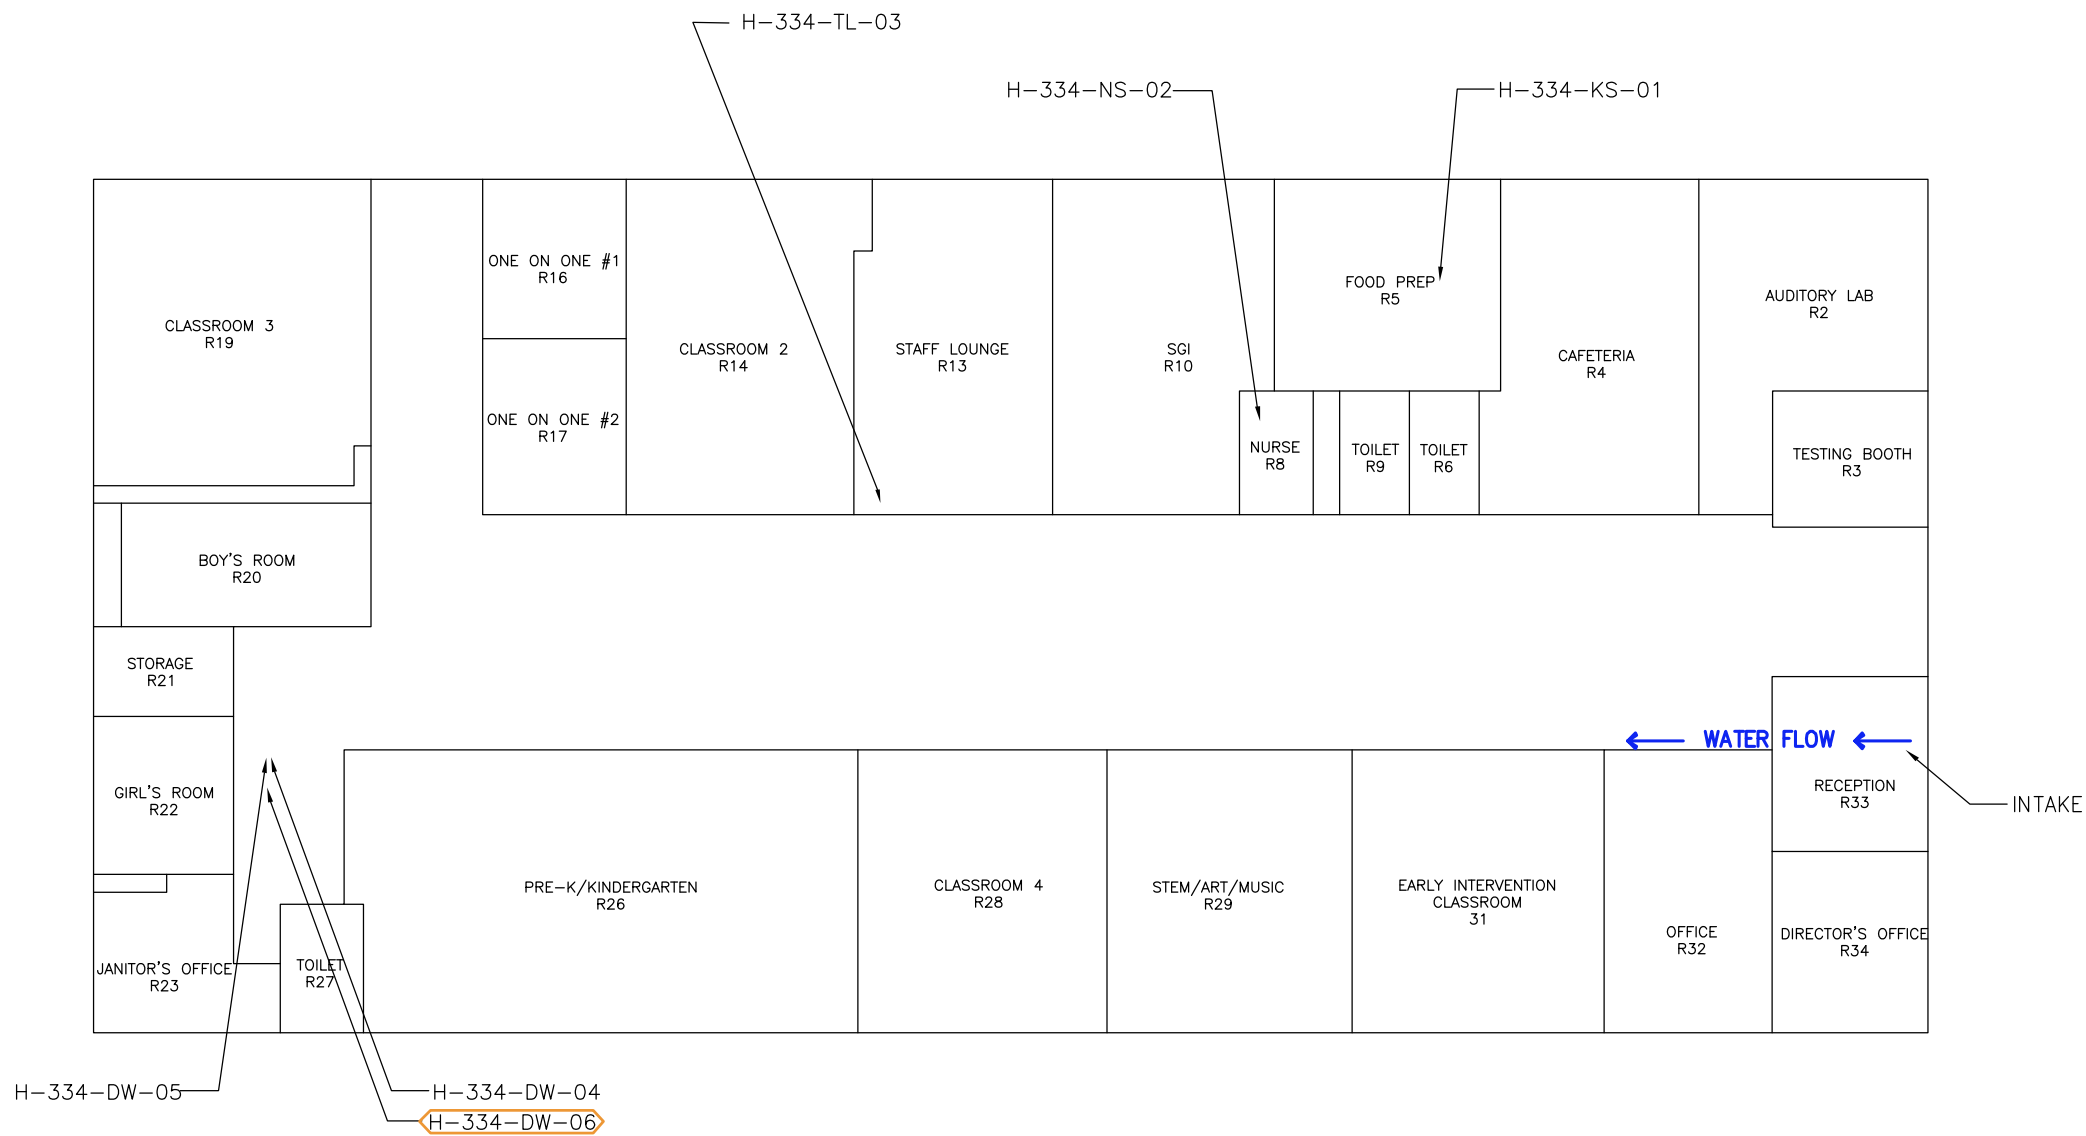 H-334-TL-03
H-334-NS-02
H-334-KS-01
ONE ON ONE #1
R16
FOOD PREP
R5
AUDITORY LAB
R2
CLASSROOM 3
R19
CLASSROOM 2
R14
STAFF LOUNGE
R13
SGI
R10
CAFETERIA
R4
ONE ON ONE #2
R17
NURSE
R8
TOILET
R9
TOILET
R6
TESTING BOOTH
R3
BOY'S ROOM
R20
STORAGE
R21
WATER FLOW
GIRL'S ROOM
R22
RECEPTION
R33
INTAKE
PRE-K/KINDERGARTEN
R26
CLASSROOM 4
R28
STEM/ART/MUSIC
R29
EARLY INTERVENTION
CLASSROOM
31
OFFICE
R32
DIRECTOR'S OFFICE
R34
JANITOR'S OFFICE
R23
TOILET
R27
H-334-DW-05
H-334-DW-04
H-334-DW-06